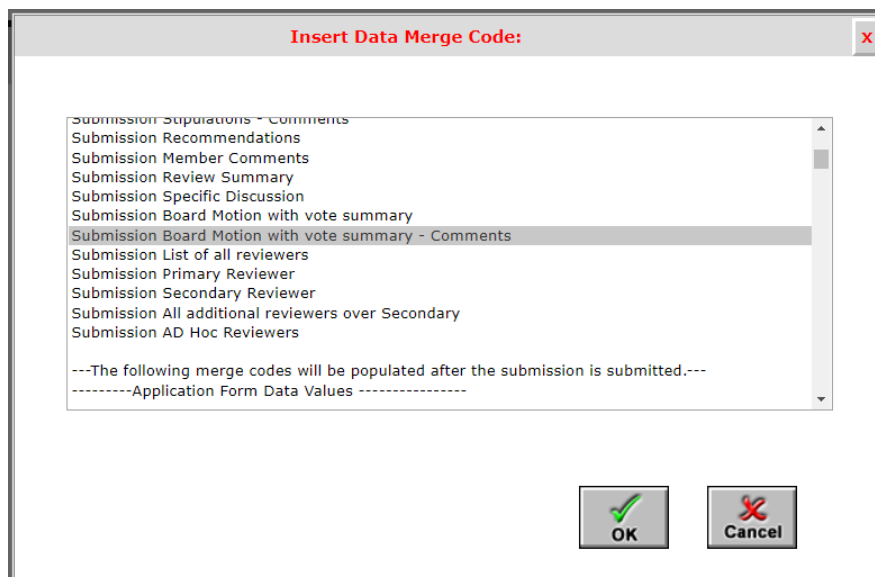 Insert Data Merge Code:
X
Submission Stipulations - Comments
Submission Recommendations
Submission Member Comments
Submission Review Summary
Submission Specific Discussion
Submission Board Motion with vote summary
Submission Board Motion with vote summary - Comments
Submission List of all reviewers
Submission Primary Reviewer
Submission Secondary Reviewer
Submission All additional reviewers over Secondary
Submission AD Hoc Reviewers
---The following merge codes will be populated after the submission is submitted.---
---------Application Form Data Values ----------------
OK
Cancel